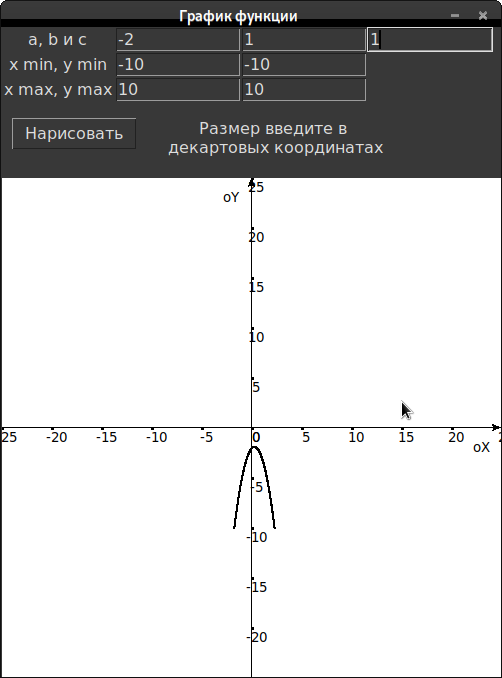 График функции
a, b и c -2 1 1
x min, y min -10 -10
x max, y max 10 10
Нарисовать
Размер введите в
декартовых координатах
25
oY
20
15
10
5
25 -20 -15 -10 -5 0 5 10 15 20
oX
-5
-10
-15
-20